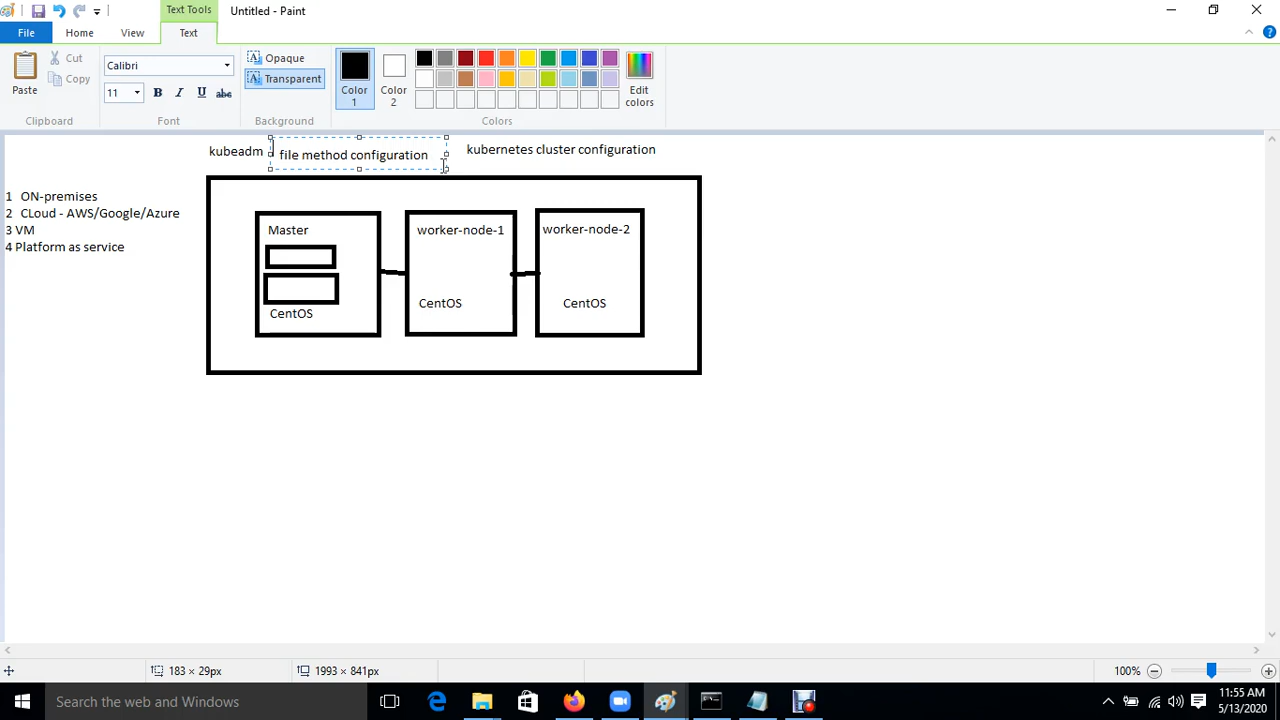 Text Tools
Untitled - Paint
File
Home
View
Text
Paste
Cut
Copy
Clipboard
Calibri
11
B I U abc
Font
Opaque
Transparent
Background
Color 1
Color 2
Edit colors
Colors
kubeadm
file method configuration
kubernetes cluster configuration
1 ON-premises
2 CLoud - AWS/Google/Azure
3 VM
4 Platform as service
Master
CentOS
worker-node-1
CentOS
worker-node-2
CentOS
183 × 29px
1993 × 841px
100%
Search the web and Windows
11:55 AM
5/13/2020